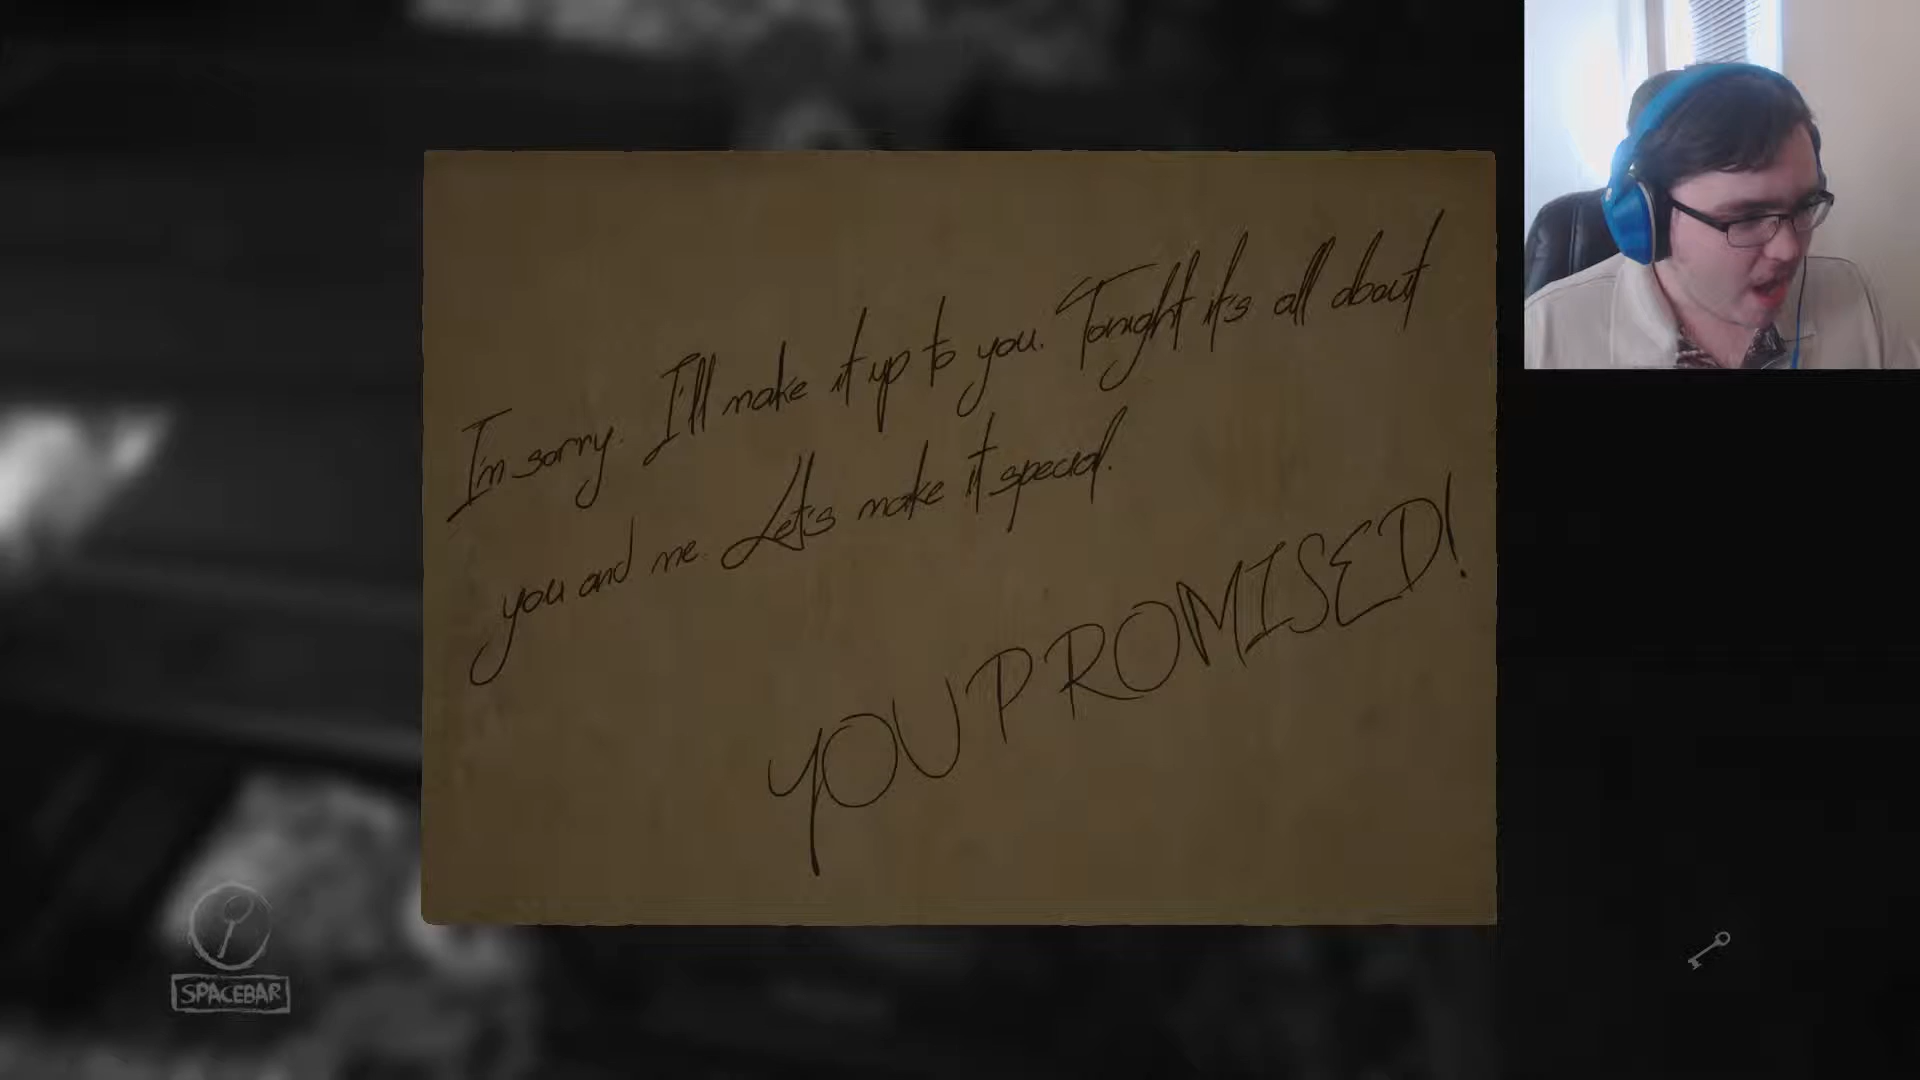 I'm sorry. I'll make it up to you. Tonight it's all about
you and me. Let's make it special.
YOU PROMISED!
SPACEBAR